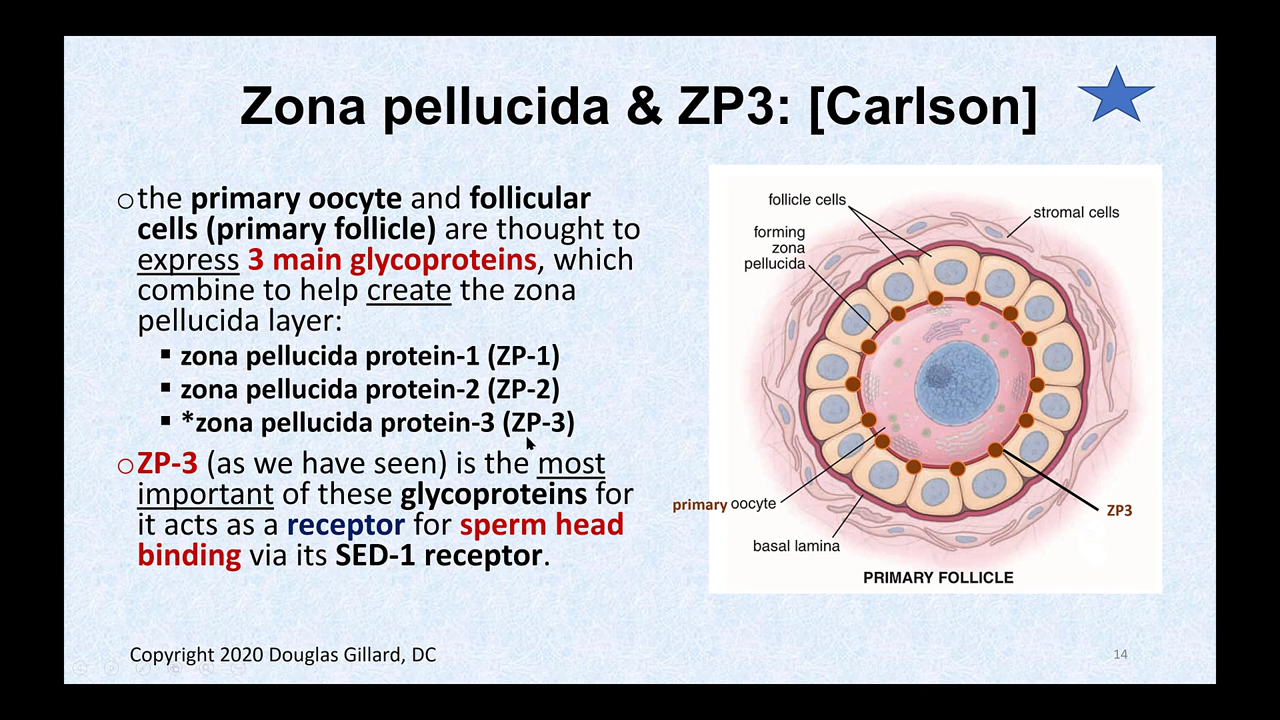 Zona pellucida & ZP3: [Carlson]
○the primary oocyte and follicular
cells (primary follicle) are thought to
express 3 main glycoproteins, which
combine to help create the zona
pellucida layer:
▪ zona pellucida protein-1 (ZP-1)
▪ zona pellucida protein-2 (ZP-2)
▪ *zona pellucida protein-3 (ZP-3)
○ZP-3 (as we have seen) is the most
important of these glycoproteins for
it acts as a receptor for sperm head
binding via its SED-1 receptor.
follicle cells
stromal cells
forming
zona
pellucida
primary oocyte
ZP3
basal lamina
PRIMARY FOLLICLE
Copyright 2020 Douglas Gillard, DC
14